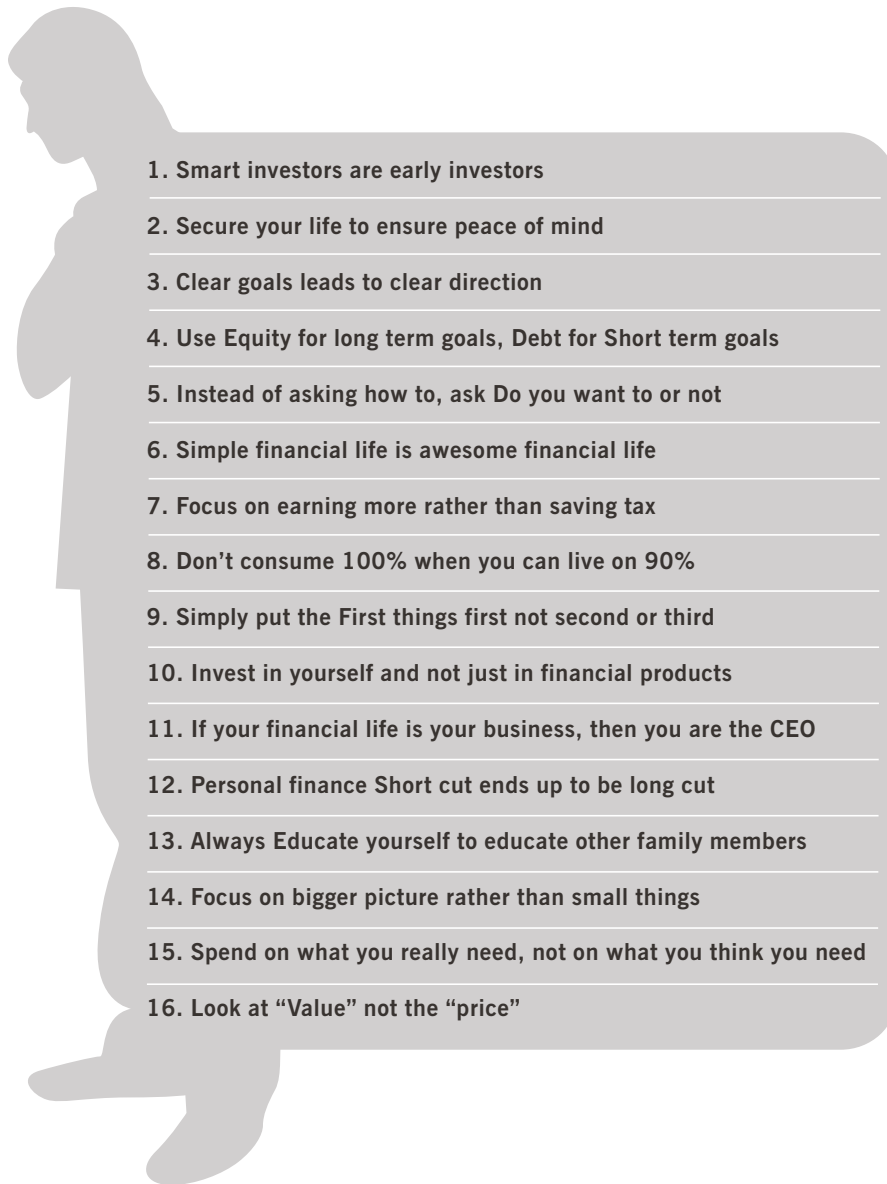 1. Smart investors are early investors
2. Secure your life to ensure peace of mind
3. Clear goals leads to clear direction
4. Use Equity for long term goals, Debt for Short term goals
5. Instead of asking how to, ask Do you want to or not
6. Simple financial life is awesome financial life
7. Focus on earning more rather than saving tax
8. Don’t consume 100% when you can live on 90%
9. Simply put the First things first not second or third
10. Invest in yourself and not just in financial products
11. If your financial life is your business, then you are the CEO
12. Personal finance Short cut ends up to be long cut
13. Always Educate yourself to educate other family members
14. Focus on bigger picture rather than small things
15. Spend on what you really need, not on what you think you need
16. Look at “Value” not the “price”